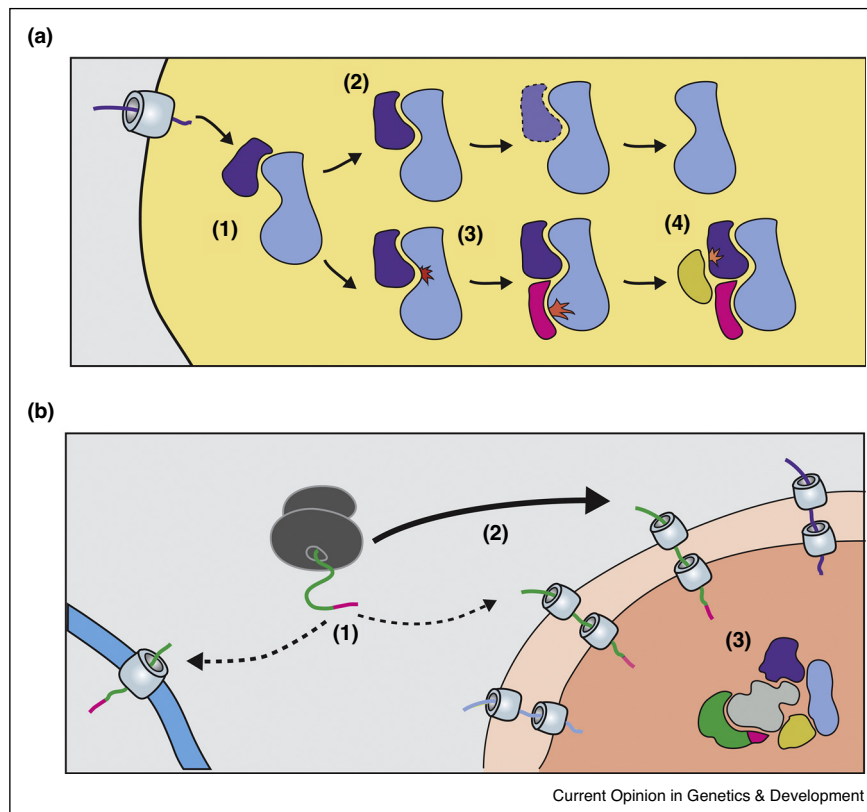 (a)
(2)
(1)
(3)
(4)
(b)
(2)
(1)
(3)
Current Opinion in Genetics & Development